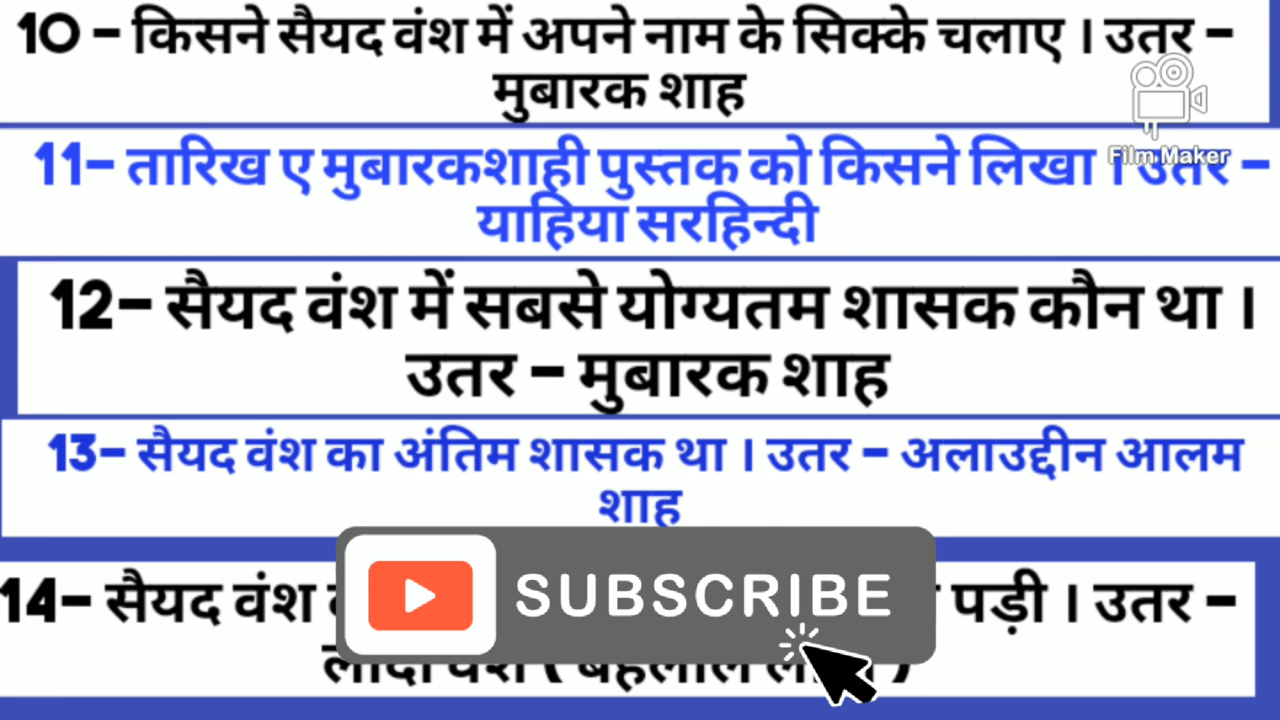 10 - किसने सैयद वंश में अपने नाम के सिक्के चलाए । उतर -
मुबारक शाह
Film Maker
11- तारिख ए मुबारकशाही पुस्तक को किसने लिखा । उतर -
याहिया सरहिन्दी
12- सैयद वंश में सबसे योग्यतम शासक कौन था ।
उतर - मुबारक शाह
13- सैयद वंश का अंतिम शासक था । उतर - अलाउद्दीन आलम
शाह
14- सैयद वंश पड़ी । उतर -
SUBSCRIBE